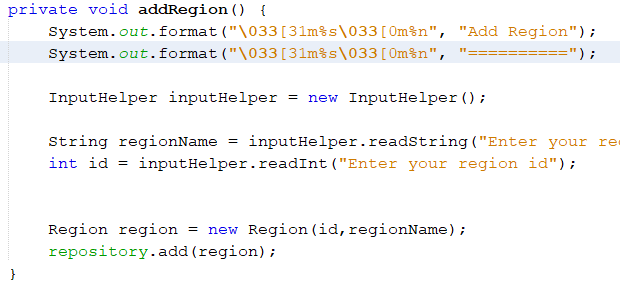 private void addRegion() {
System.out.format("\033[31m%s\033[0m%n", "Add Region");
System.out.format("\033[31m%s\033[0m%n", "==========");
InputHelper inputHelper = new InputHelper();
String regionName = inputHelper.readString("Enter your
int id = inputHelper.readInt("Enter your region id");
Region region = new Region(id,regionName);
repository.add(region);
}